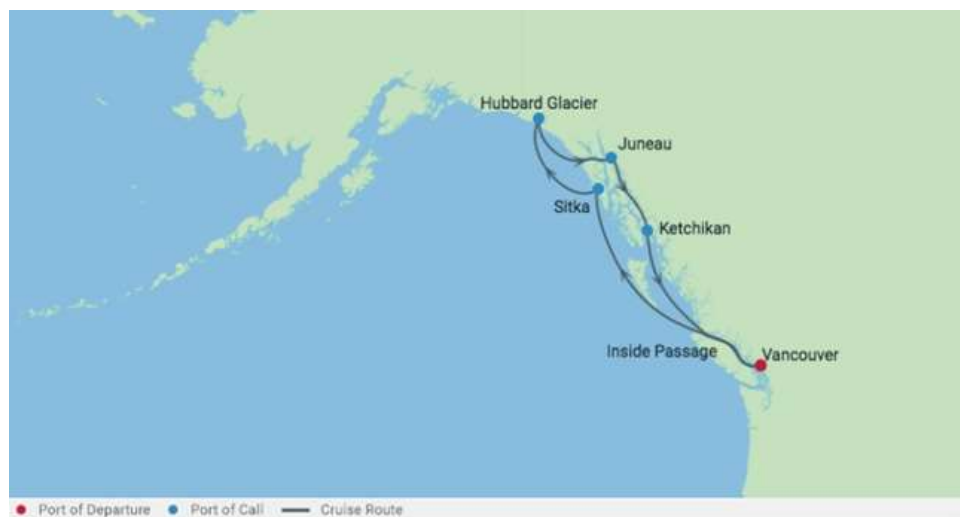 Hubbard Glacier
Juneau
Sitka
Ketchikan
Inside Passage
Vancouver
Port of Departure Port of Call Cruise Route